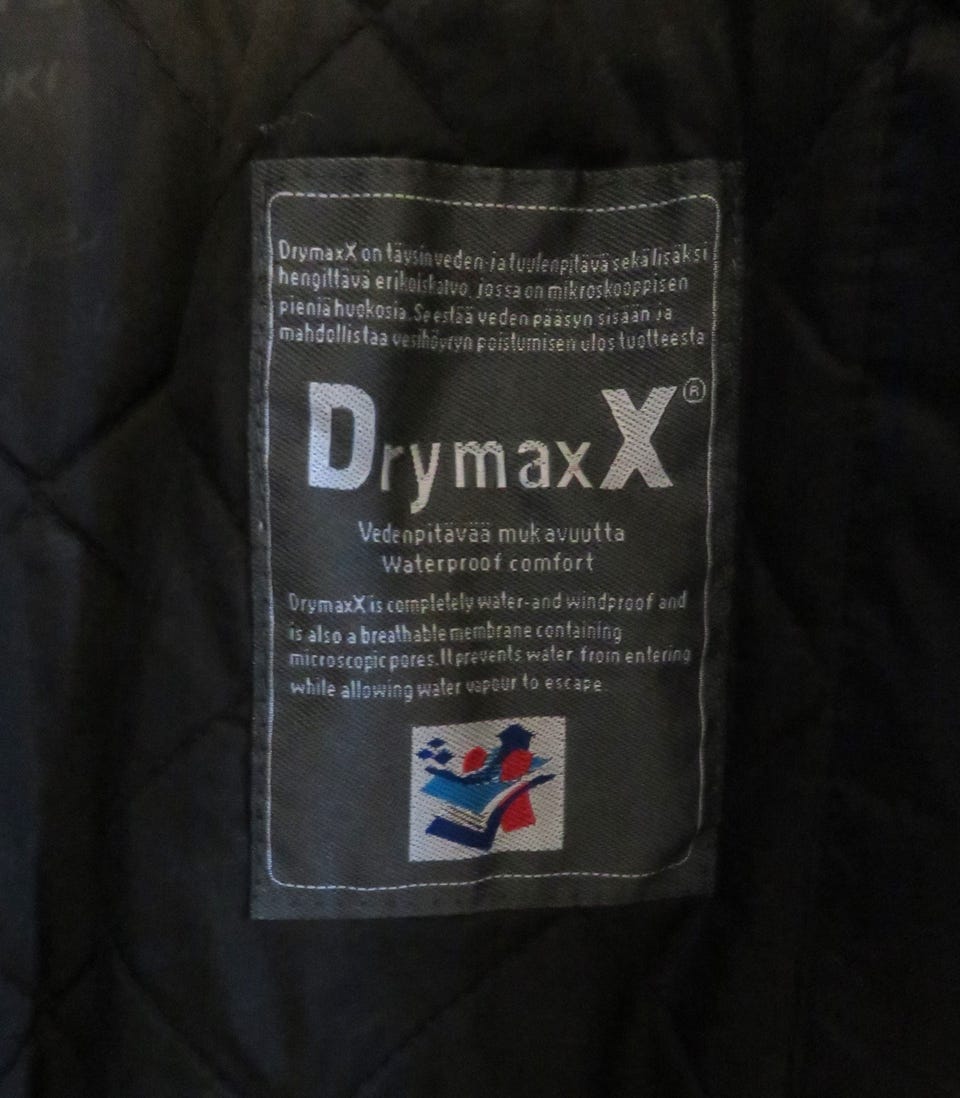 KI
DrymaxX on täysin veden-ja tuulenpitävä sekä lisäksi
hengittävä erikoiskalvo, jossa on mikroskooppisen
pieniä huokosia. Se estää veden pääsyn sisään ja
mahdollistaa vesihöyryn poistumisen ulos tuotteesta
DrymaxX®
Vedenpitävää mukavuutta
Waterproof comfort
DrymaxX is completely water-and windproof and
is also a breathable membrane containing
microscopic pores. It prevents water from entering
while allowing water vapour to escape.